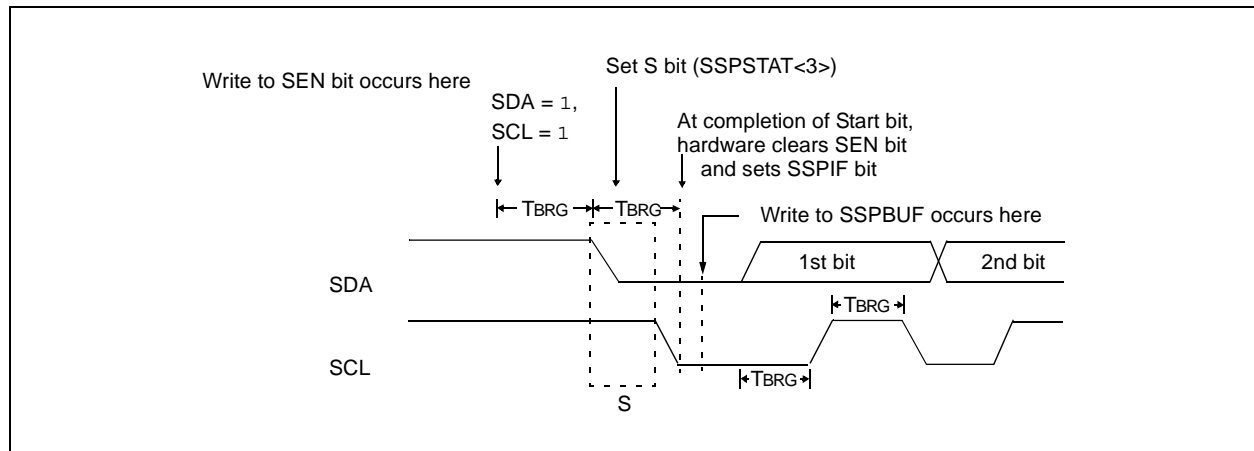 Set S bit (SSPSTAT<3>)
Write to SEN bit occurs here
SDA = 1,
SCL = 1
At completion of Start bit,
hardware clears SEN bit
and sets SSPIF bit
TBRG
TBRG
Write to SSPBUF occurs here
1st bit
2nd bit
SDA
TBRG
SCL
TBRG
S